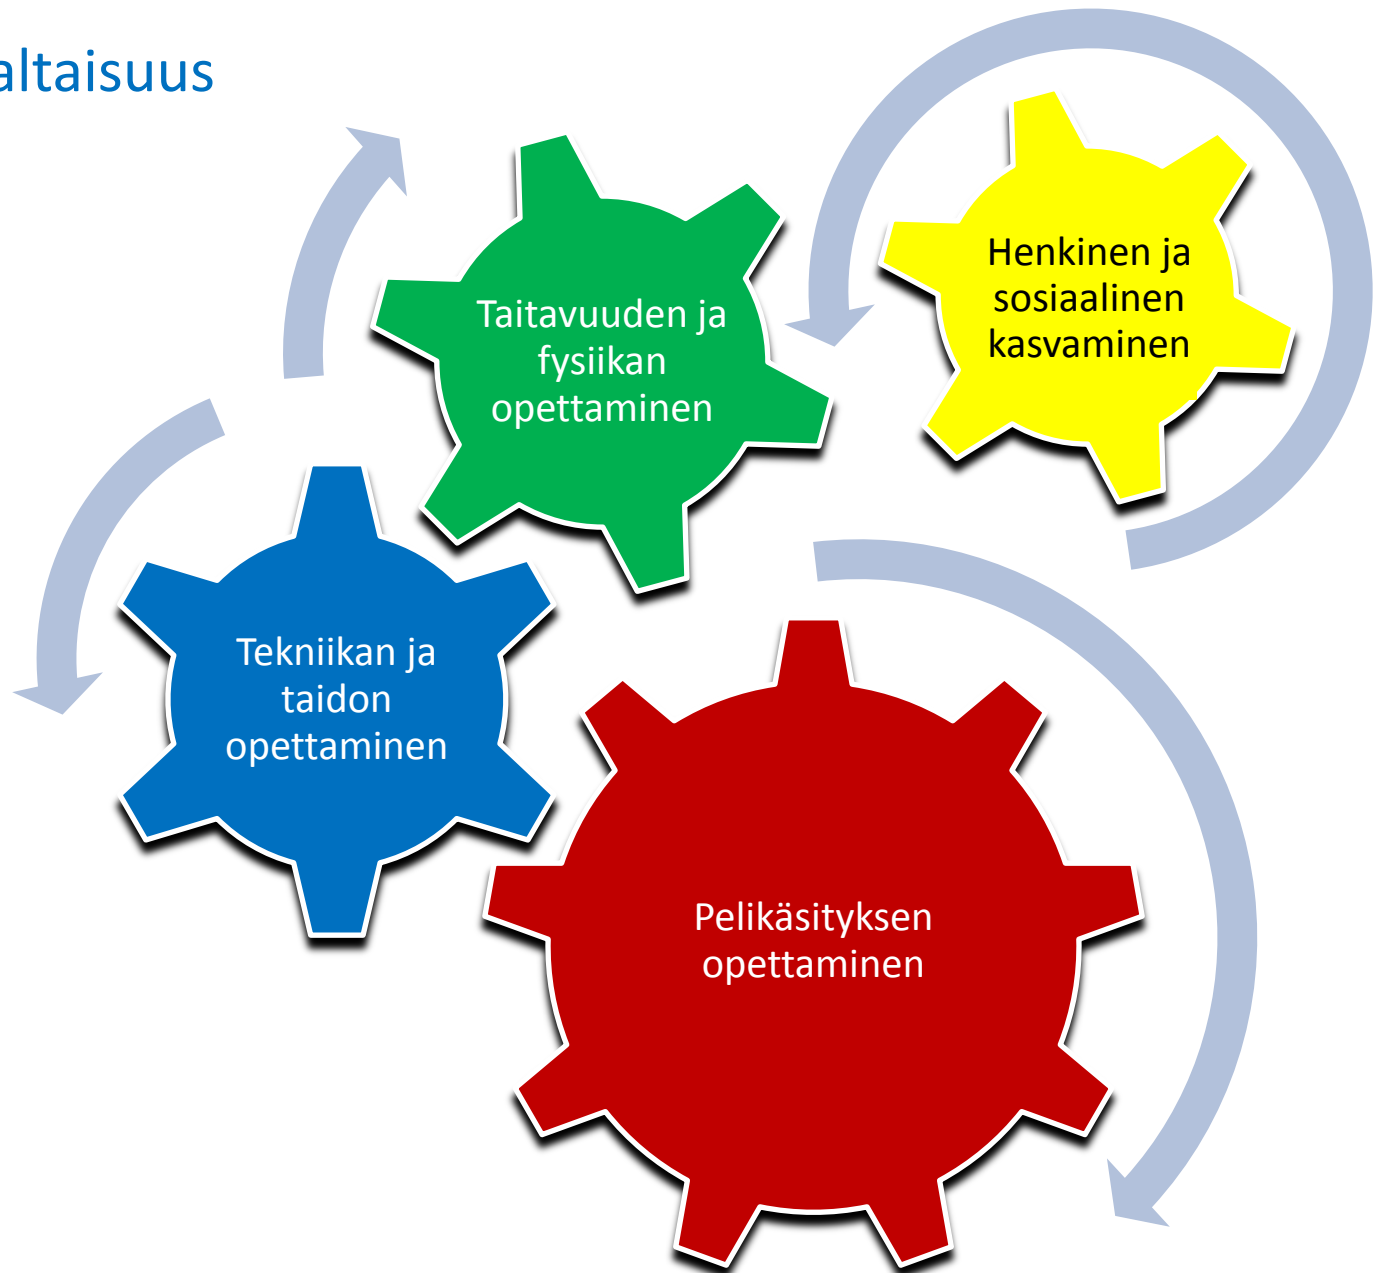 altaisuus
Henkinen ja
sosiaalinen
kasvaminen
Taitavuuden ja
fysiikan
opettaminen
Tekniikan ja
taidon
opettaminen
Pelikäsityksen
opettaminen